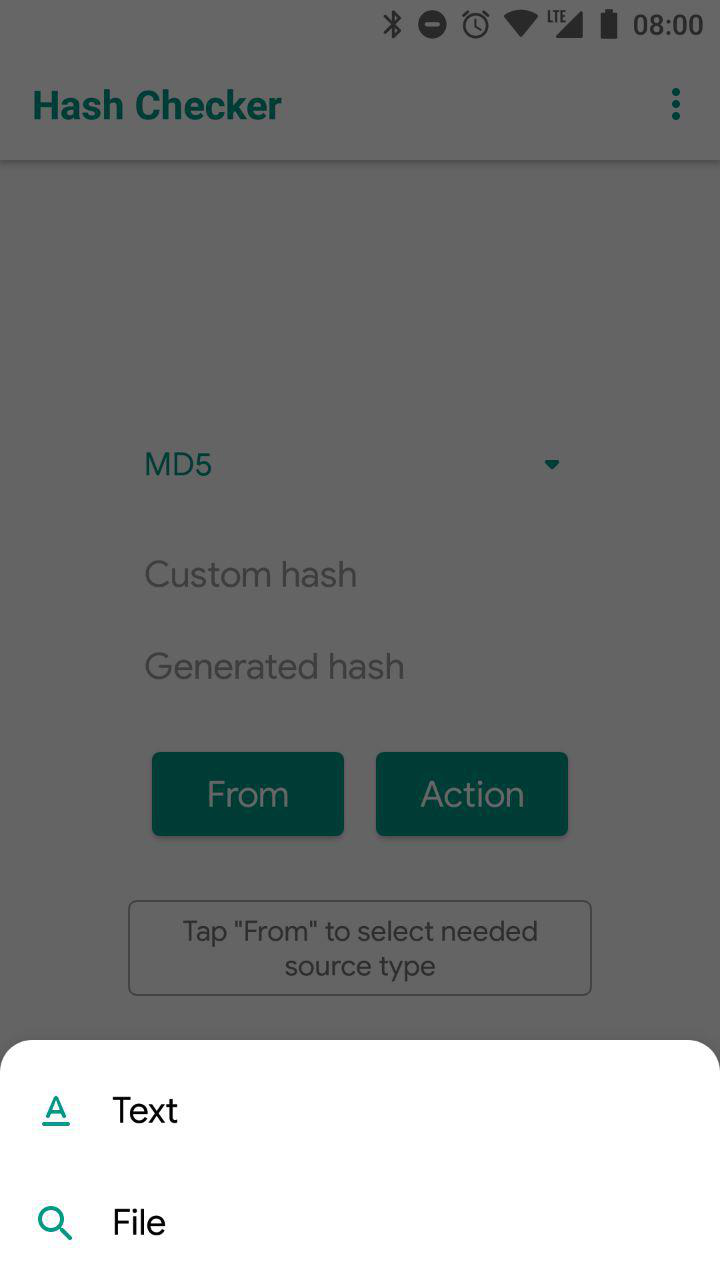 LTE 08:00
Hash Checker
MD5
Custom hash
Generated hash
From Action
Tap "From" to select needed
source type
Text
File